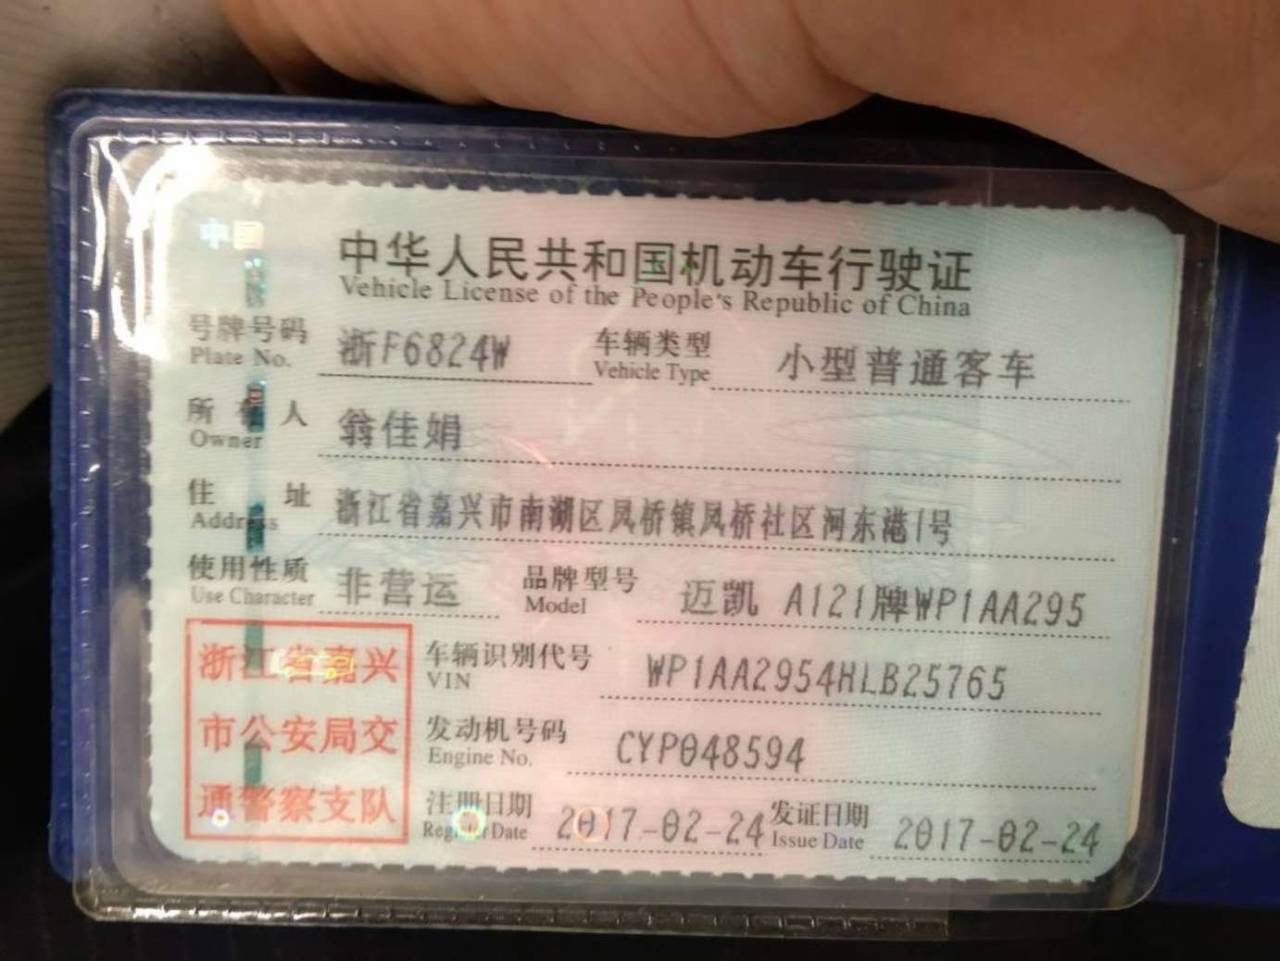 中国
中华人民共和国机动车行驶证
Vehicle License of the People's Republic of China
号牌号码 浙F6824W 车辆类型 小型普通客车
Plate No. Vehicle Type
所有人 翁佳娟
Owner
住址 浙江省嘉兴市南湖区凤桥镇凤桥社区河东港1号
Address
使用性质 非营运 品牌型号 迈凯 A121牌WP1AA295
Use Character Model
浙江省嘉兴
市公安局交
通警察支队
车辆识别代号 WP1AA2954HLB25765
VIN
发动机号码 CYP048594
Engine No.
注册日期 2017-02-24 发证日期 2017-02-24
Register Date Issue Date